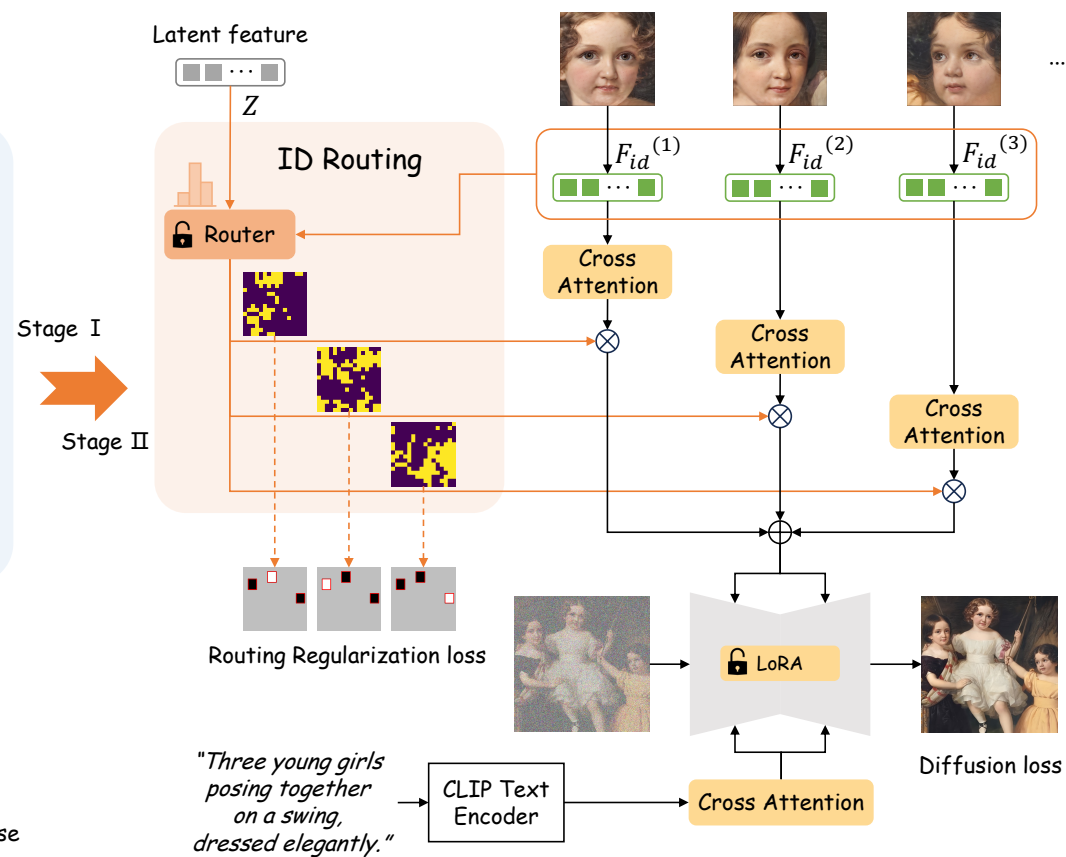 Latent feature
Z
ID Routing
Router
F_id^(1)
F_id^(2)
F_id^(3)
...
Cross
Attention
Cross
Attention
Cross
Attention
Stage Ⅰ
Stage Ⅱ
Routing Regularization loss
LoRA
Diffusion loss
"Three young girls
posing together
on a swing,
dressed elegantly."
CLIP Text
Encoder
Cross Attention